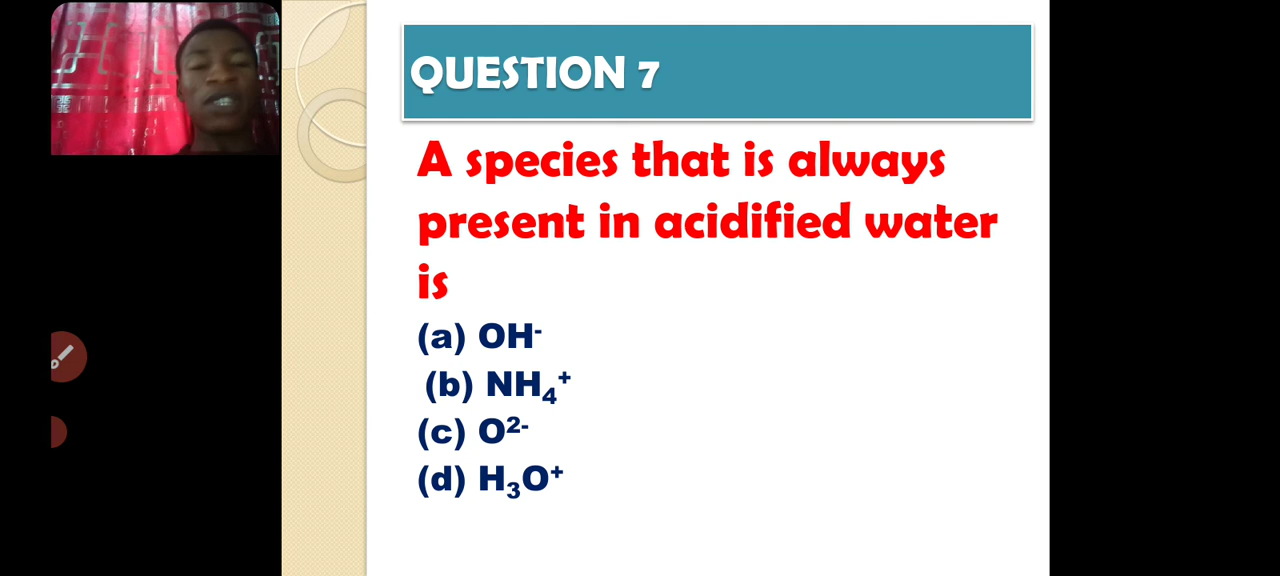 QUESTION 7
A species that is always
present in acidified water
is
(a) OH⁻
(b) NH₄⁺
(c) O²⁻
(d) H₃O⁺